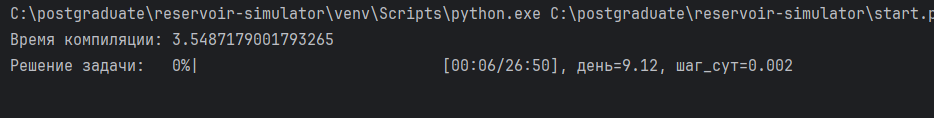 C:\postgraduate\reservoir-simulator\venv\Scripts\python.exe C:\postgraduate\reservoir-simulator\start.p
Время компиляции: 3.5487179001793265
Решение задачи:   0%|                          [00:06/26:50], день=9.12, шаг_сут=0.002